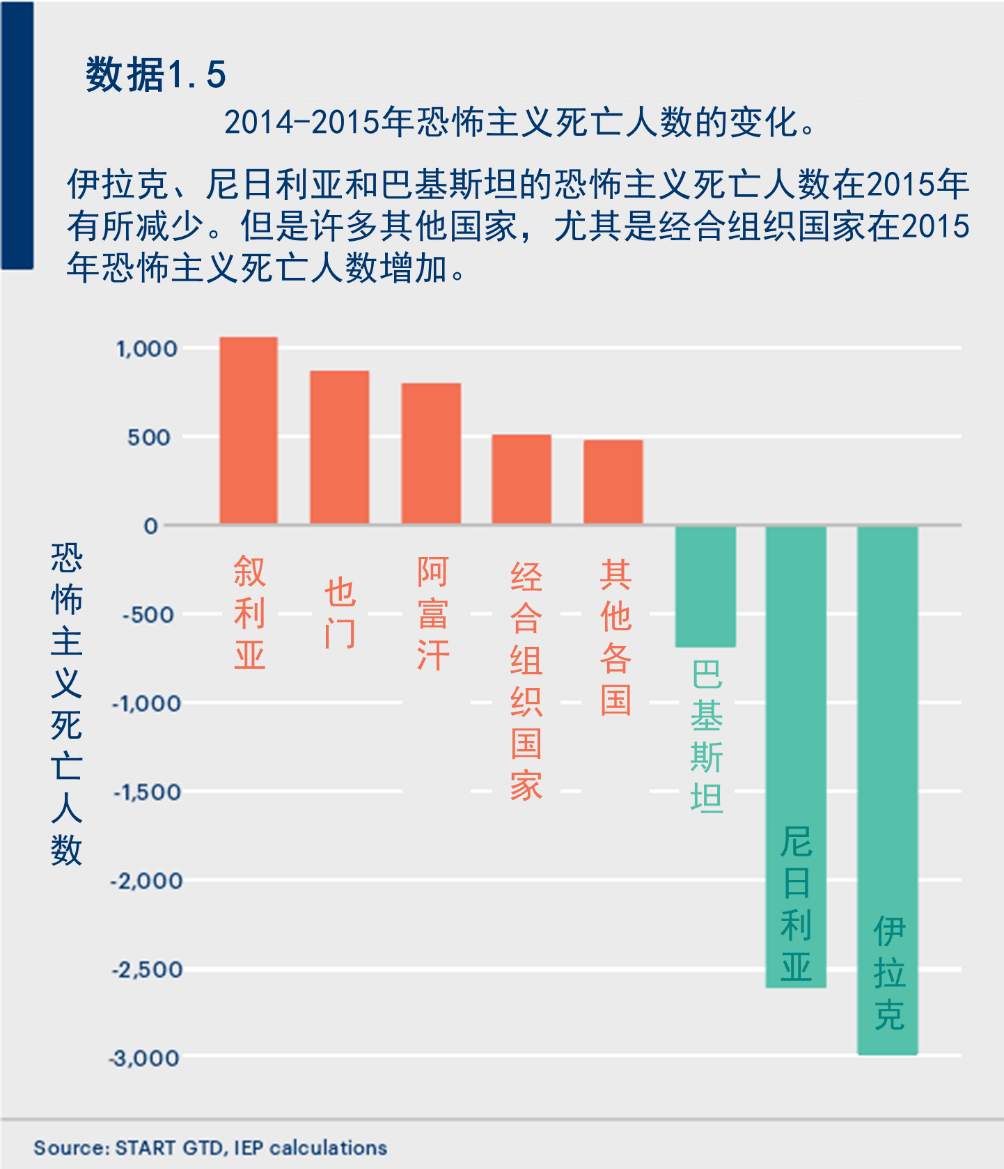 数据1.5
2014-2015年恐怖主义死亡人数的变化。
伊拉克、尼日利亚和巴基斯坦的恐怖主义死亡人数在2015年
有所减少。但是许多其他国家，尤其是经合组织国家在2015
年恐怖主义死亡人数增加。
1,000
500
0
-500
-1,000
-1,500
-2,000
-2,500
-3,000
恐怖主义死亡人数
叙利亚
也门
阿富汗
经合组织国家
其他各国
巴基斯坦
尼日利亚
伊拉克
Source: START GTD, IEP calculations